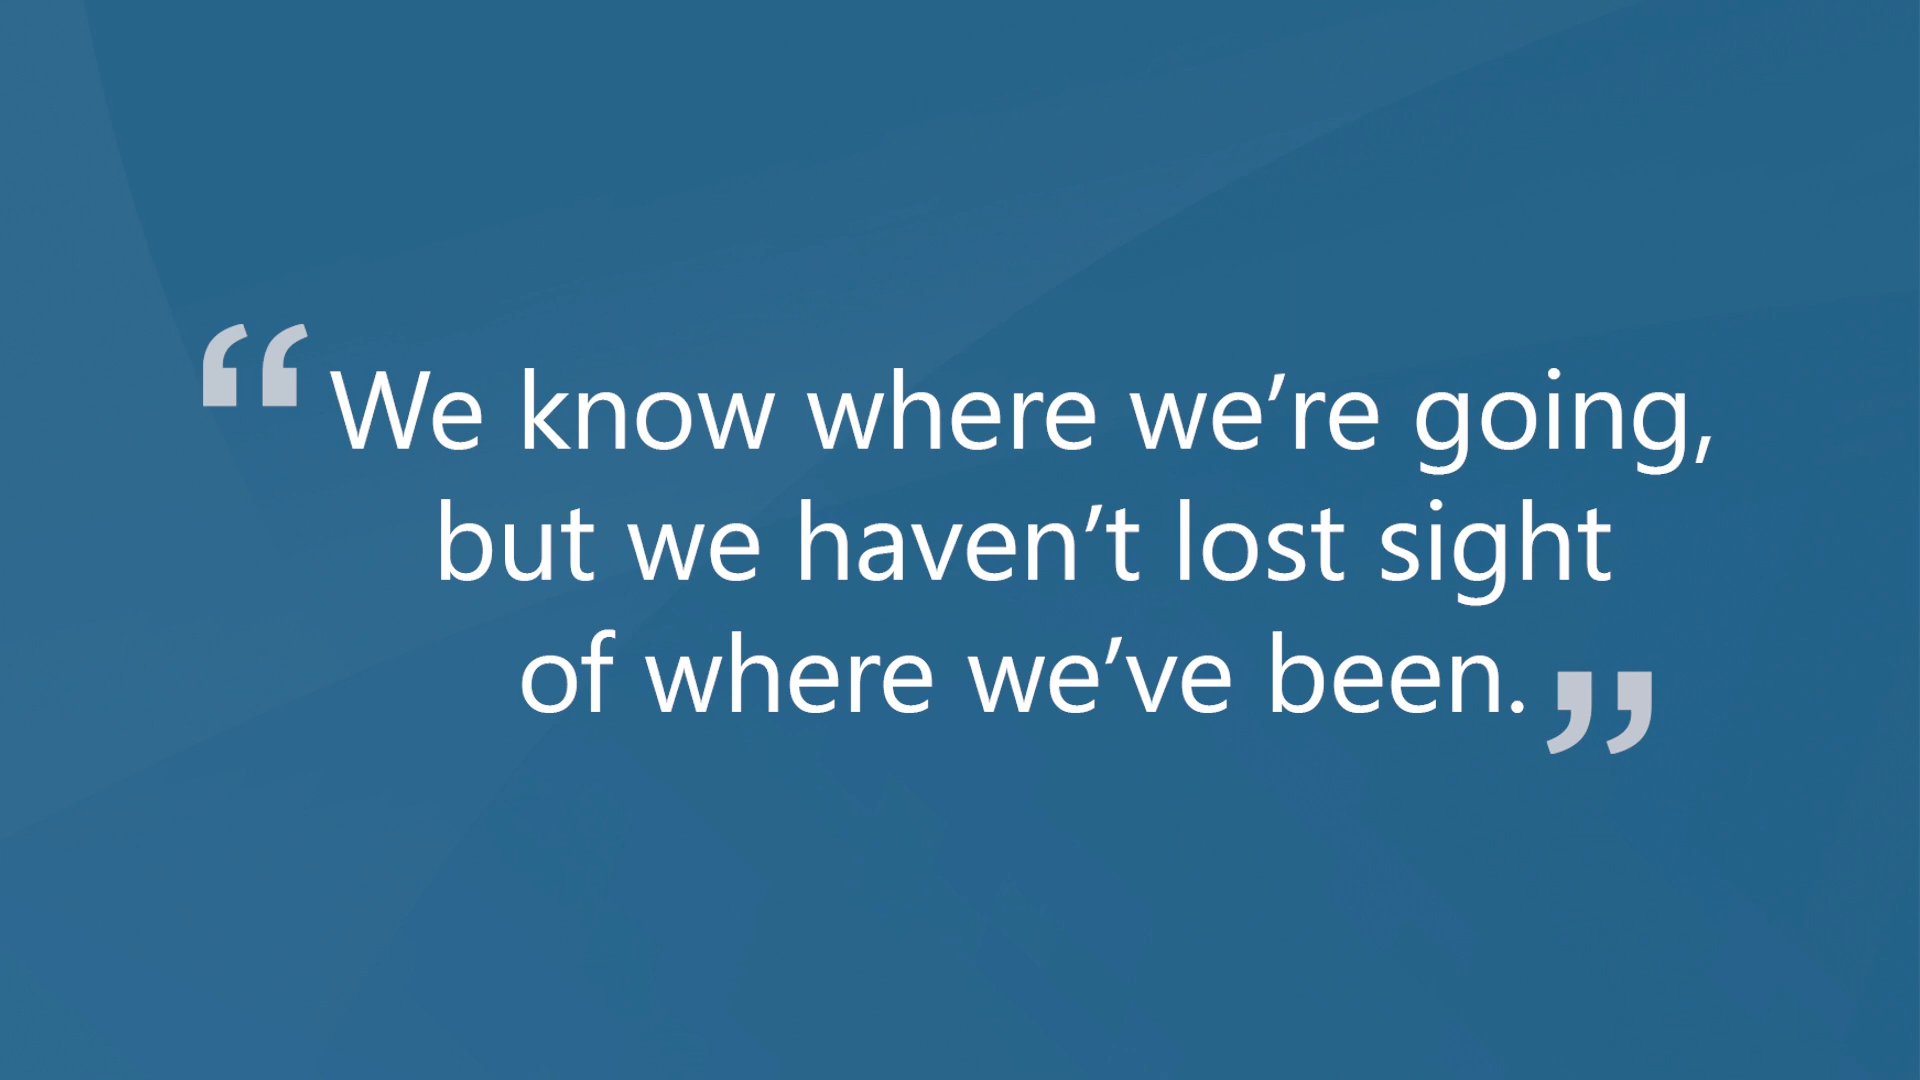 “We know where we’re going,
but we haven’t lost sight
of where we’ve been.”